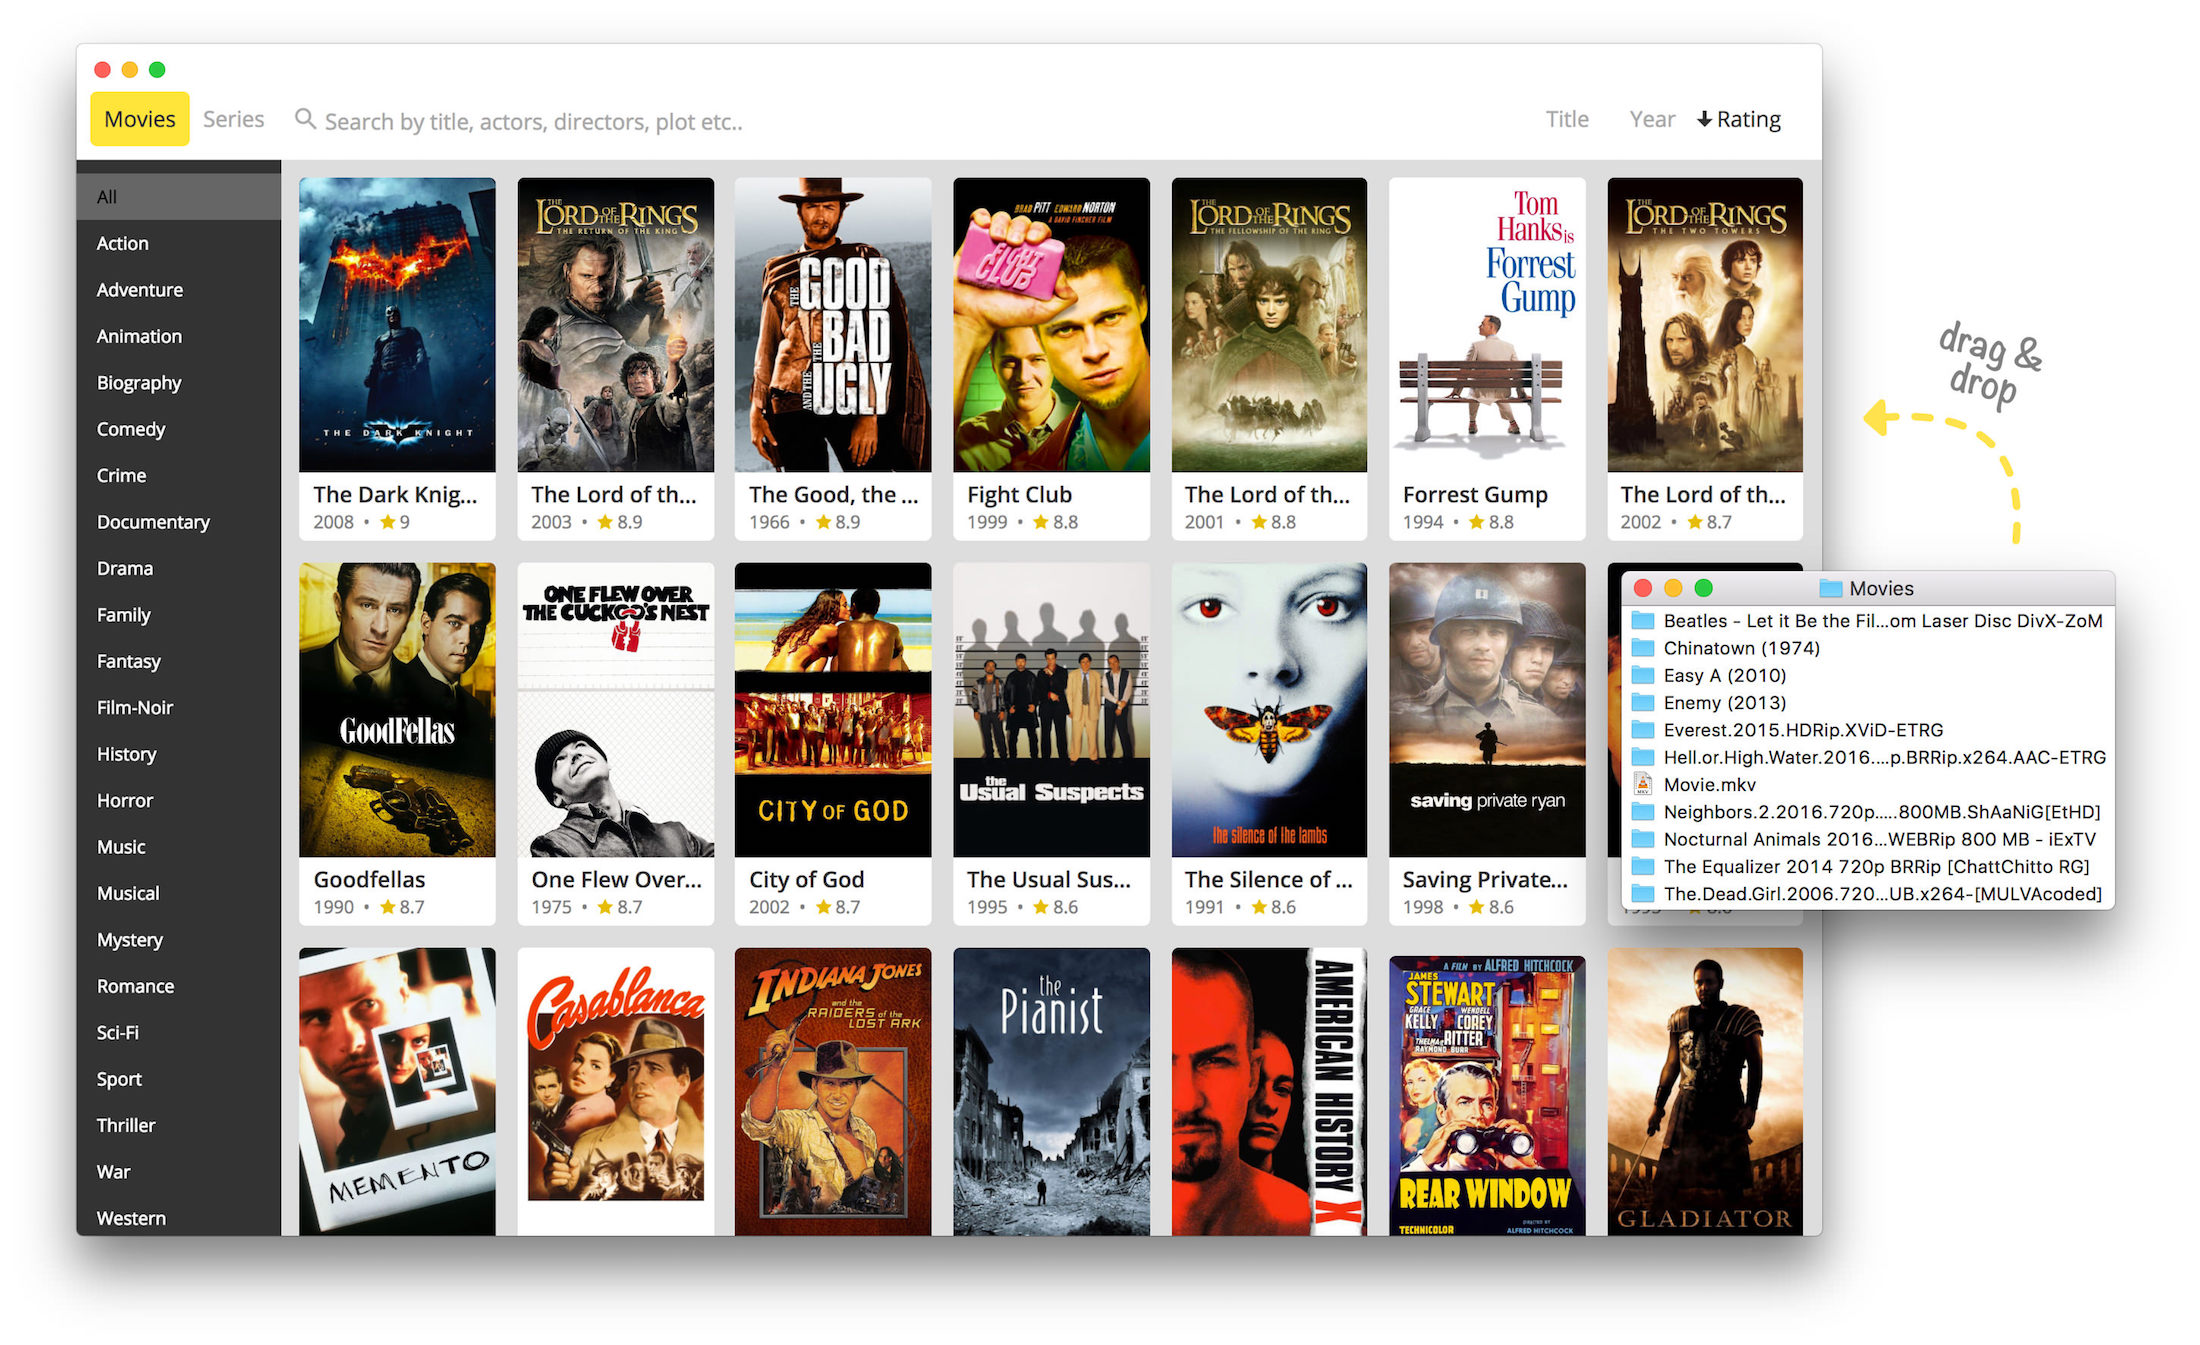 Movies
Series
Search by title, actors, directors, plot etc..
Title
Year
Rating
All
Action
Adventure
Animation
Biography
Comedy
Crime
Documentary
Drama
Family
Fantasy
Film-Noir
History
Horror
Music
Musical
Mystery
Romance
Sci-Fi
Sport
Thriller
War
Western
THE DARK KNIGHT
The Dark Knig...
2008 • ★ 9
THE LORD OF THE RINGS
THE RETURN OF THE KING
The Lord of th...
2003 • ★ 8.9
THE GOOD
THE BAD
AND THE UGLY
The Good, the ...
1966 • ★ 8.9
BRAD PITT EDWARD NORTON
A DAVID FINCHER FILM
FIGHT CLUB
Fight Club
1999 • ★ 8.8
THE LORD OF THE RINGS
THE FELLOWSHIP OF THE RING
The Lord of th...
2001 • ★ 8.8
Tom
Hanks is
Forrest
Gump
Forrest Gump
1994 • ★ 8.8
THE LORD OF THE RINGS
THE TWO TOWERS
The Lord of th...
2002 • ★ 8.7
GoodFellas
Goodfellas
1990 • ★ 8.7
ONE FLEW OVER
THE CUCKOO'S NEST
One Flew Over...
1975 • ★ 8.7
CITY OF GOD
City of God
2002 • ★ 8.7
the
Usual Suspects
The Usual Sus...
1995 • ★ 8.6
the silence of the lambs
The Silence of ...
1991 • ★ 8.6
saving private ryan
Saving Private...
1998 • ★ 8.6
MEMENTO
Casablanca
INDIANA JONES
and the
RAIDERS of the
LOST ARK
the
Pianist
AMERICAN HISTORY X
A FILM BY ALFRED HITCHCOCK
JAMES
STEWART
GRACE KELLY
WENDELL COREY
THELMA RITTER
RAYMOND BURR
REAR WINDOW
TECHNICOLOR
DIRECTED BY
ALFRED HITCHCOCK
GLADIATOR
drag &
drop
Movies
Beatles - Let it Be the Fil...om Laser Disc DivX-ZoM
Chinatown (1974)
Easy A (2010)
Enemy (2013)
Everest.2015.HDRip.XViD-ETRG
Hell.or.High.Water.2016....p.BRRip.x264.AAC-ETRG
MKV
Movie.mkv
Neighbors.2.2016.720p.....800MB.ShAaNiG[EtHD]
Nocturnal Animals 2016...WEBRip 800 MB - iExTV
The Equalizer 2014 720p BRRip [ChattChitto RG]
The.Dead.Girl.2006.720...UB.x264-[MULVAcoded]